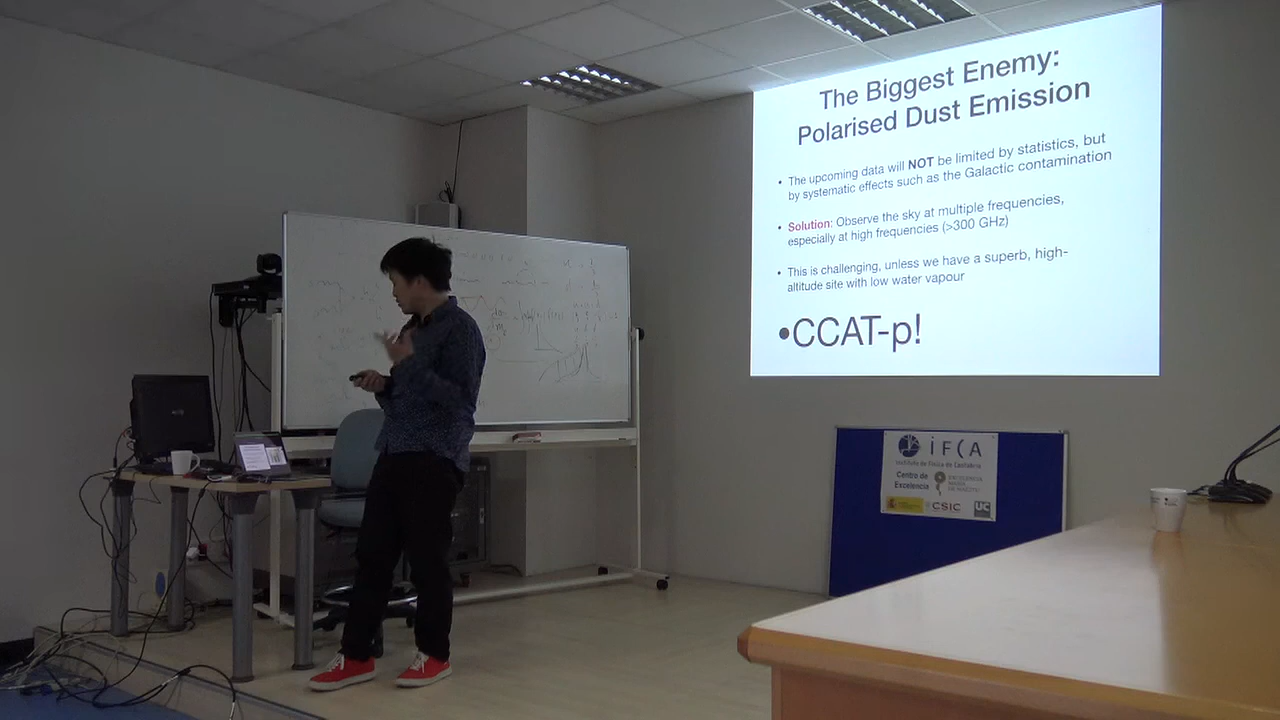 The Biggest Enemy:
Polarised Dust Emission
• The upcoming data will NOT be limited by statistics, but
by systematic effects such as the Galactic contamination
• Solution: Observe the sky at multiple frequencies,
especially at high frequencies (>300 GHz)
• This is challenging, unless we have a superb, high-
altitude site with low water vapour
•CCAT-p!
IFCA
Instituto de Física de Cantabria
Centro de
Excelencia
CSIC
UC